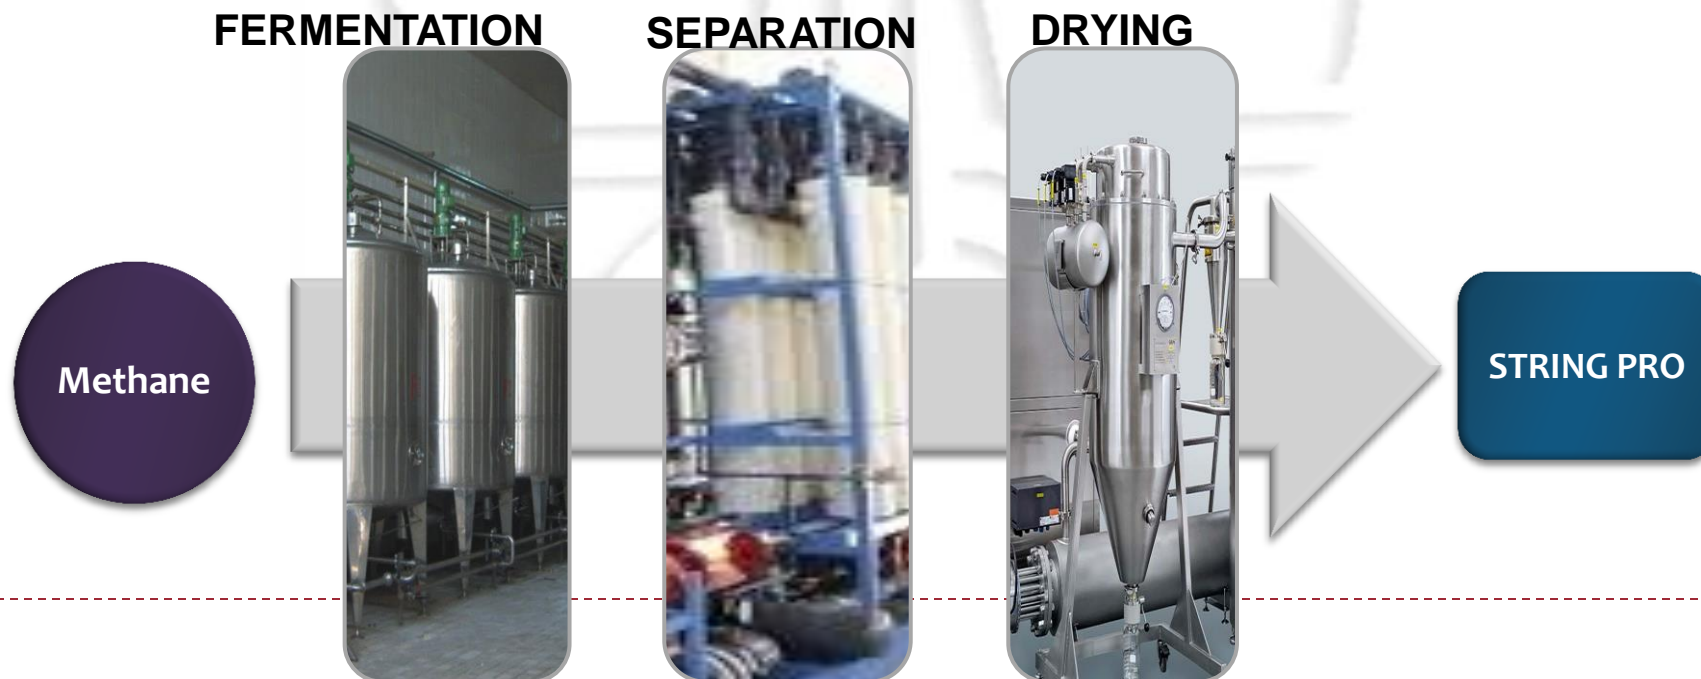 FERMENTATION
SEPARATION
DRYING
Methane
STRING PRO